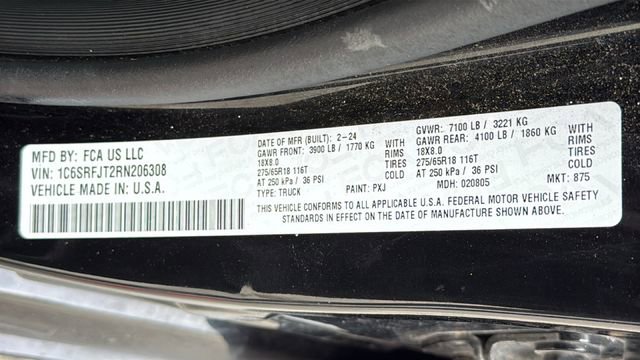 MFD BY: FCA US LLC
VIN: 1C6SRFJT2RN206308
VEHICLE MADE IN U.S.A.
DATE OF MFR (BUILT): 2-24
GAWR FRONT: 3900 LB / 1770 KG WITH
18X8.0 RIMS
275/65R18 116T TIRES
AT 250 kPa / 36 PSI COLD
TYPE: TRUCK PAINT: PXJ
GVWR: 7100 LB / 3221 KG
GAWR REAR: 4100 LB / 1860 KG WITH
18X8.0 RIMS
275/65R18 116T TIRES
AT 250 kPa / 36 PSI COLD
MDH: 020805 MKT: 875
THIS VEHICLE CONFORMS TO ALL APPLICABLE U.S.A. FEDERAL MOTOR VEHICLE SAFETY
STANDARDS IN EFFECT ON THE DATE OF MANUFACTURE SHOWN ABOVE.